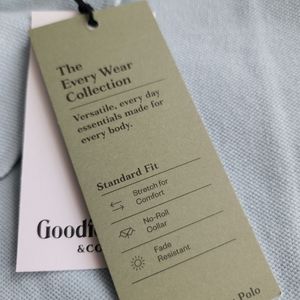 The
Every Wear
Collection
Versatile, every day
essentials made for
every body.
Standard Fit
Stretch for
Comfort
No-Roll
Collar
Fade
Resistant
Polo
& CO